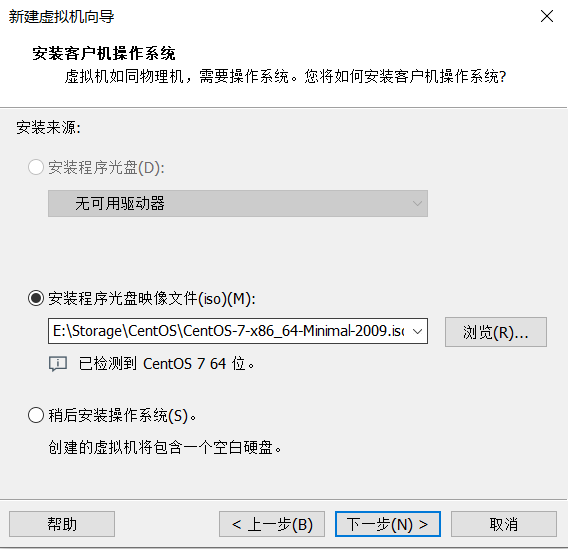 新建虚拟机向导
安装客户机操作系统
虚拟机如同物理机，需要操作系统。您将如何安装客户机操作系统?
安装来源:
安装程序光盘(D):
无可用驱动器
安装程序光盘映像文件(iso)(M):
E:\Storage\CentOS\CentOS-7-x86_64-Minimal-2009.iso
浏览(R)...
已检测到 CentOS 7 64 位。
稍后安装操作系统(S)。
创建的虚拟机将包含一个空白硬盘。
帮助
< 上一步(B)
下一步(N) >
取消